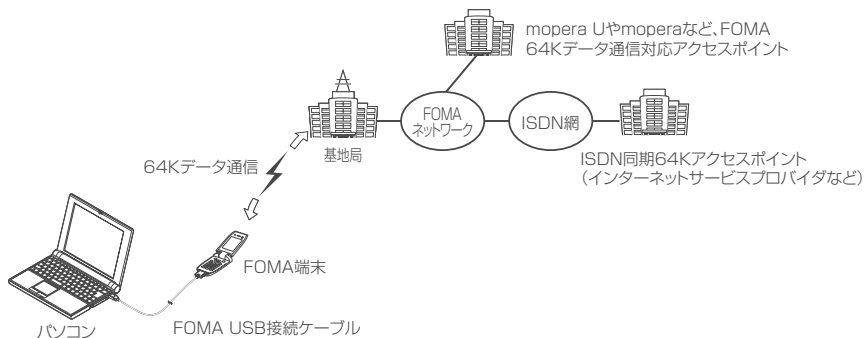 mopera Uやmoperaなど、FOMA
64Kデータ通信対応アクセスポイント
FOMA
ネットワーク
ISDN網
基地局
ISDN同期64Kアクセスポイント
（インターネットサービスプロバイダなど）
64Kデータ通信
FOMA端末
FOMA USB接続ケーブル
パソコン